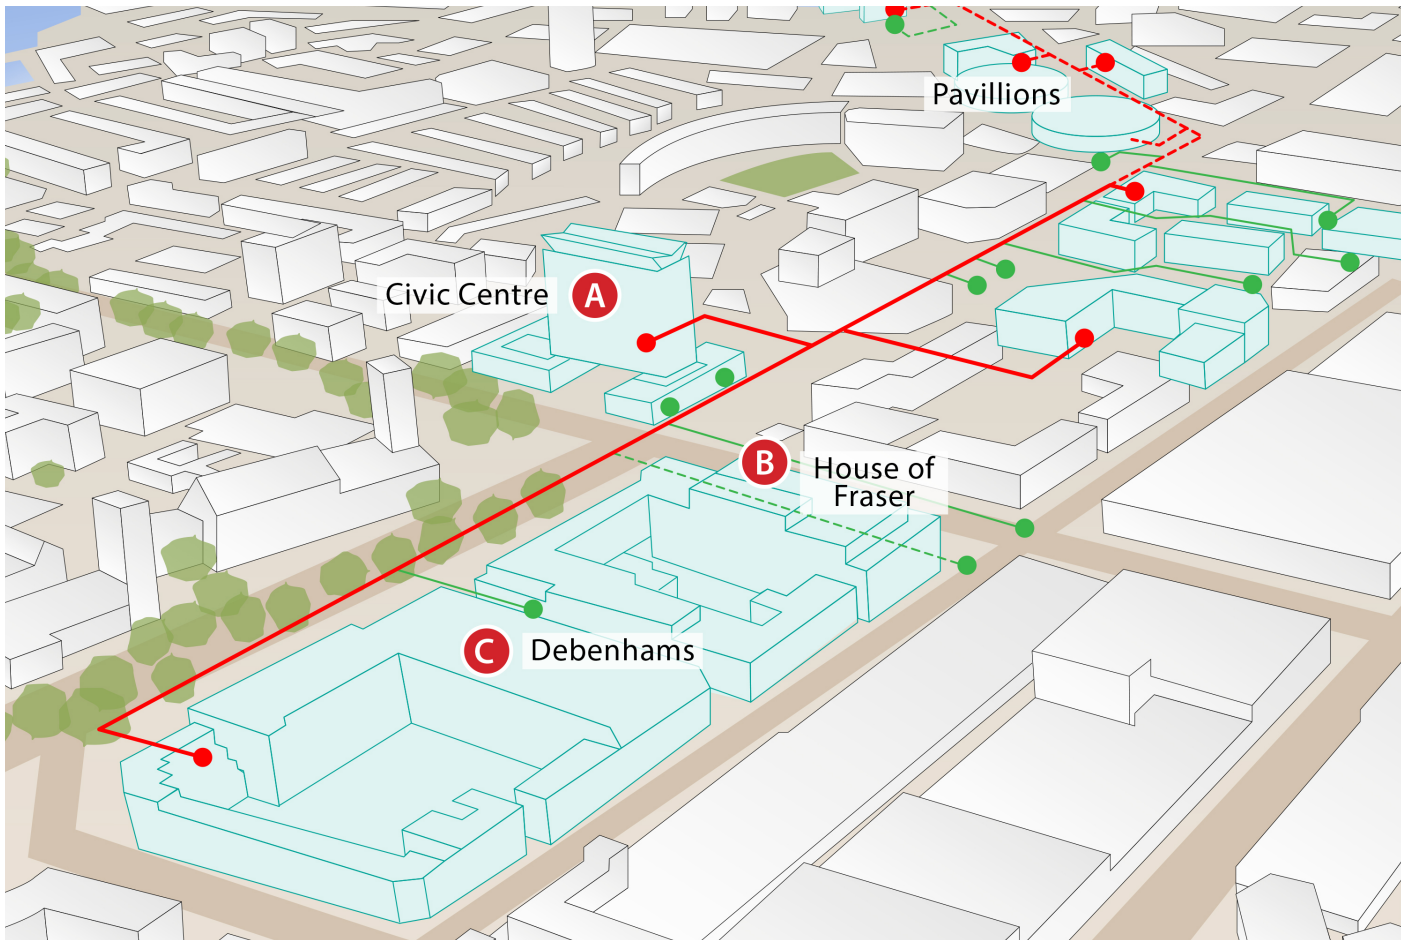 Pavillions
Civic Centre
A
B
House of
Fraser
C
Debenhams